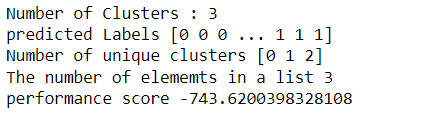 Number of Clusters : 3
predicted Labels [0 0 0 ... 1 1 1]
Number of unique clusters [0 1 2]
The number of elememts in a list 3
performance score -743.6200398328108